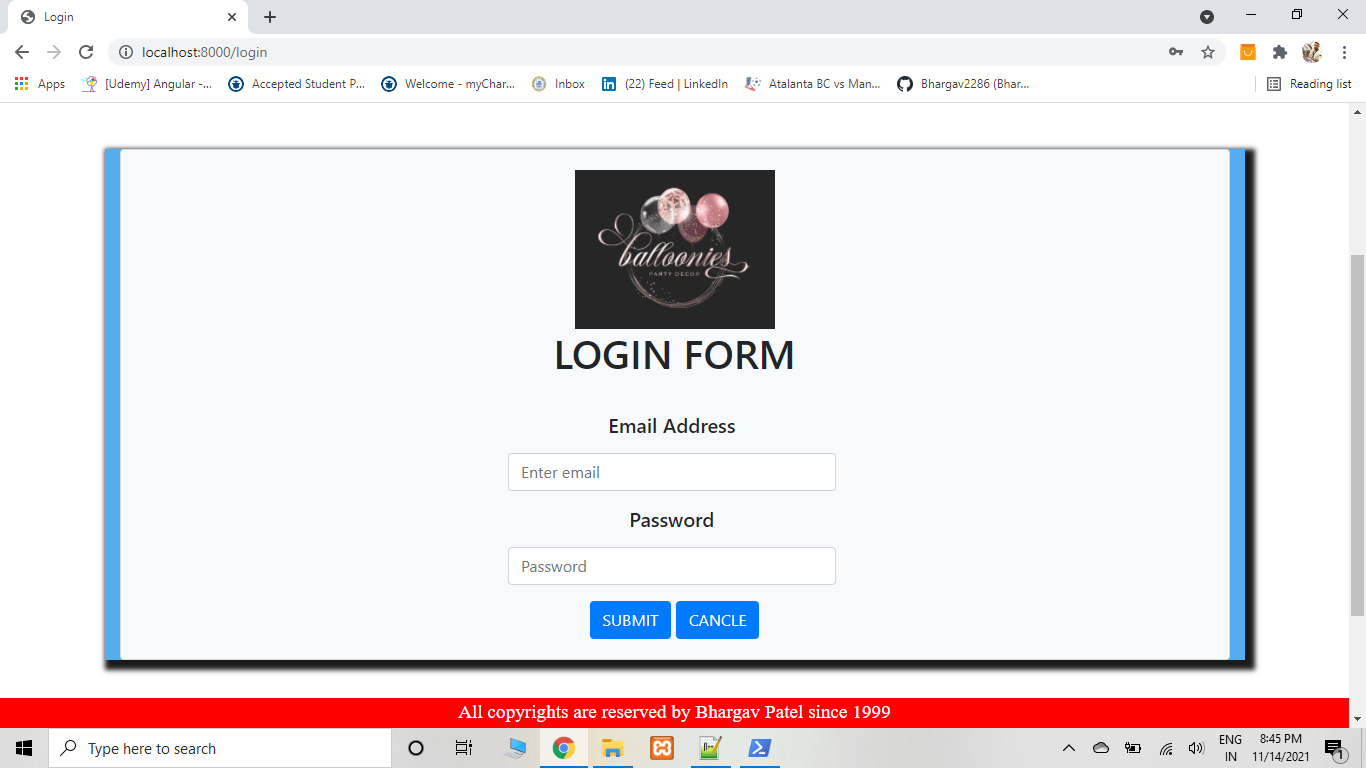 Login
localhost:8000/login
Apps [Udemy] Angular -... Accepted Student P... Welcome - myChar... Inbox (22) Feed | LinkedIn Atalanta BC vs Man... Bhargav2286 (Bhar... Reading list
balloonies
PARTY DECOR
LOGIN FORM
Email Address
Enter email
Password
Password
SUBMIT CANCLE
All copyrights are reserved by Bhargav Patel since 1999
Type here to search
ENG
IN
8:45 PM
11/14/2021
1